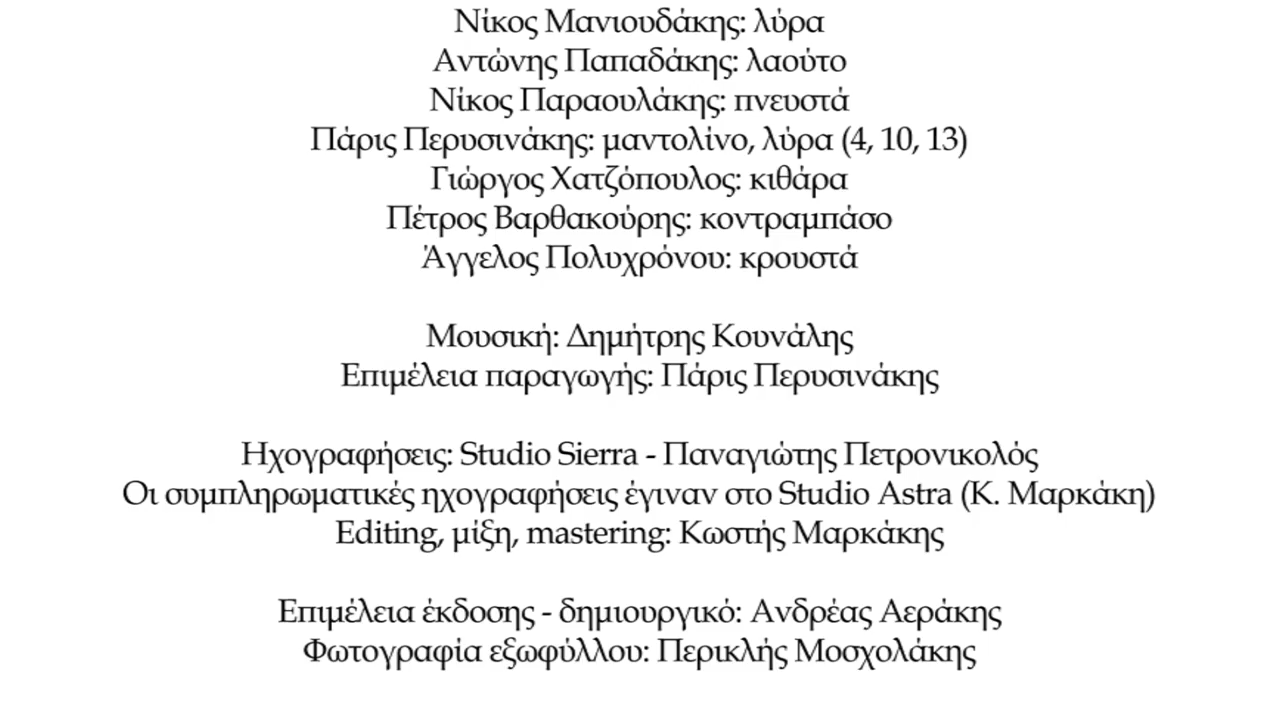 Νίκος Μανιουδάκης: λύρα
Αντώνης Παπαδάκης: λαούτο
Νίκος Παραουλάκης: πνευστά
Πάρις Περυσινάκης: μαντολίνο, λύρα (4, 10, 13)
Γιώργος Χατζόπουλος: κιθάρα
Πέτρος Βαρθακούρης: κοντραμπάσο
Άγγελος Πολυχρόνου: κρουστά
Μουσική: Δημήτρης Κουνάλης
Επιμέλεια παραγωγής: Πάρις Περυσινάκης
Ηχογραφήσεις: Studio Sierra - Παναγιώτης Πετρονικολός
Οι συμπληρωματικές ηχογραφήσεις έγιναν στο Studio Astra (Κ. Μαρκάκη)
Editing, μίξη, mastering: Κωστής Μαρκάκης
Επιμέλεια έκδοσης - δημιουργικό: Ανδρέας Αεράκης
Φωτογραφία εξωφύλλου: Περικλής Μοσχολάκης